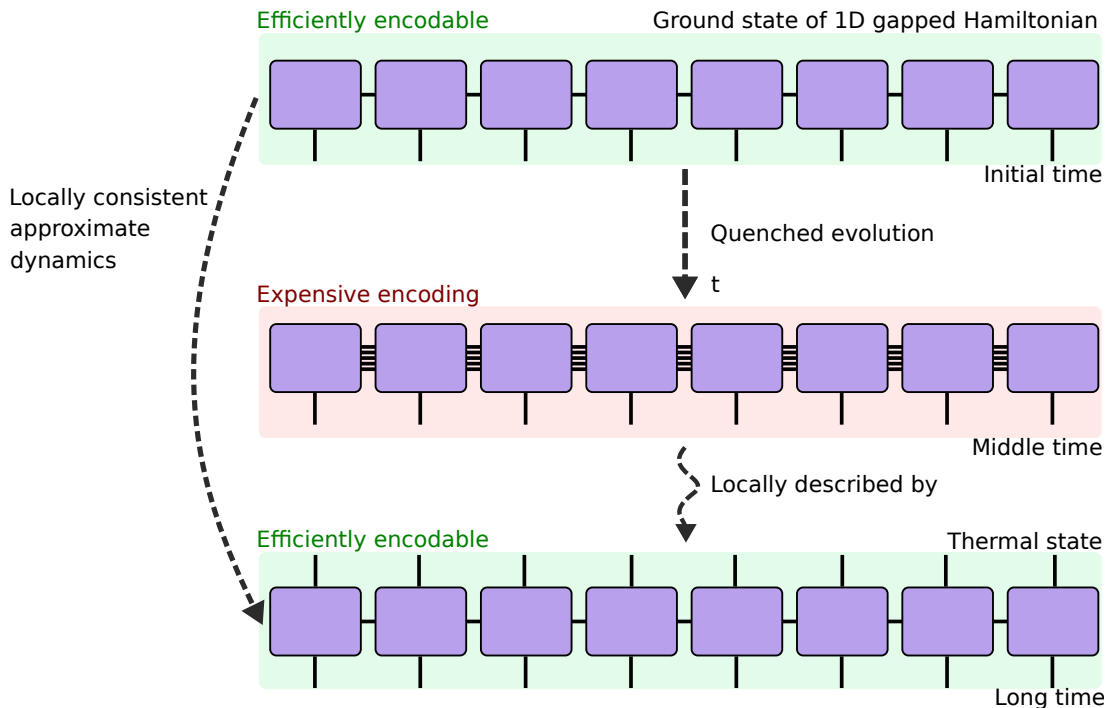 Efficiently encodable
Ground state of 1D gapped Hamiltonian
Initial time
Locally consistent
approximate
dynamics
Quenched evolution
t
Expensive encoding
Middle time
Locally described by
Efficiently encodable
Thermal state
Long time